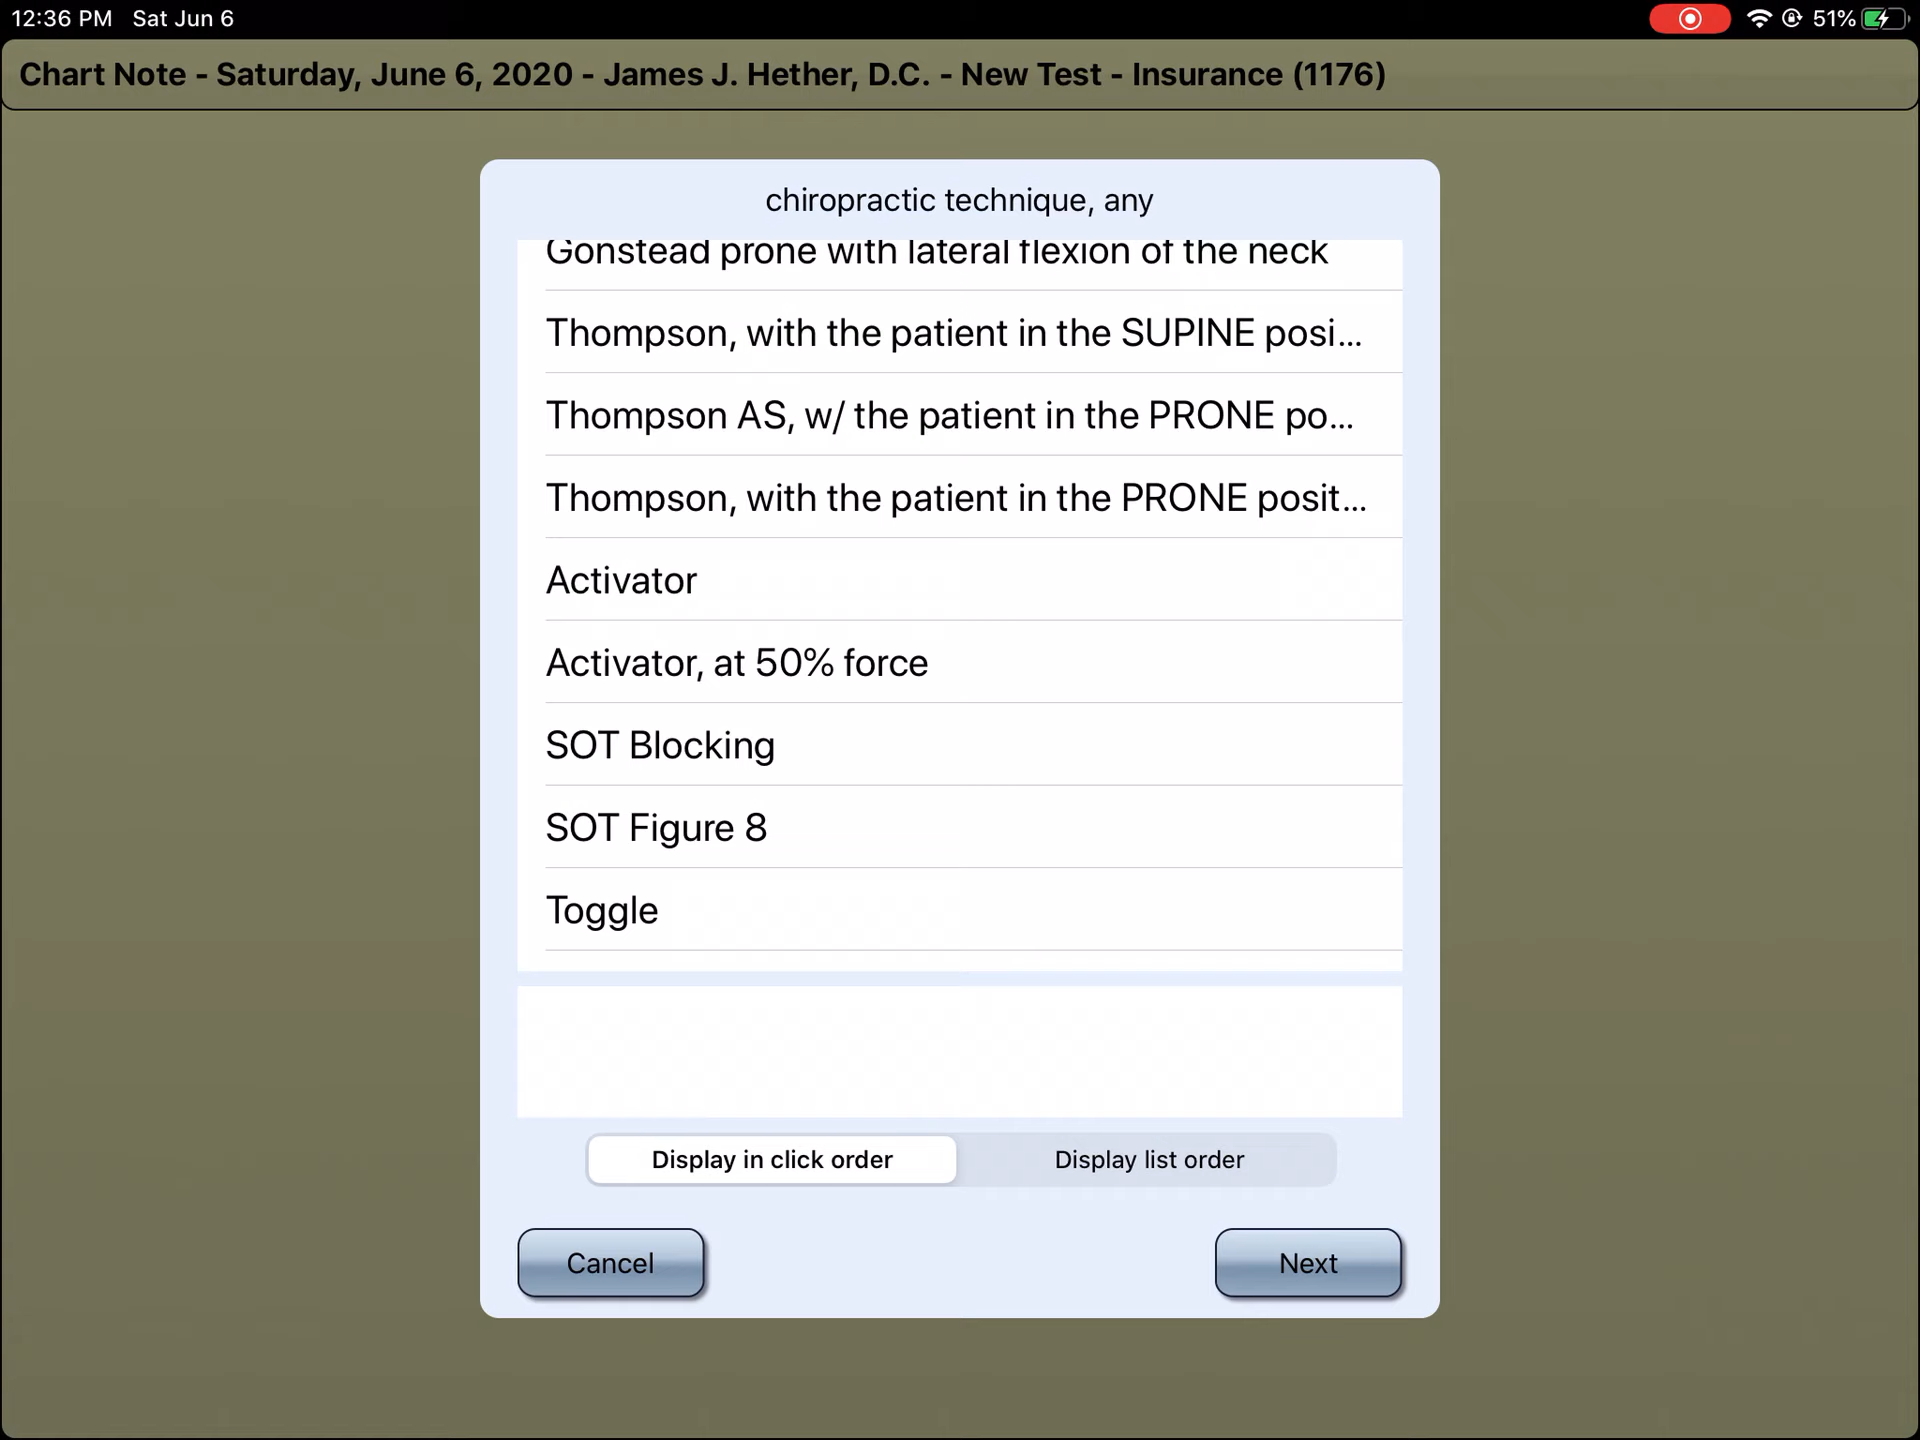 12:36 PM Sat Jun 6
51%
Chart Note - Saturday, June 6, 2020 - James J. Hether, D.C. - New Test - Insurance (1176)
chiropractic technique, any
Gonstead prone with lateral flexion of the neck
Thompson, with the patient in the SUPINE posi...
Thompson AS, w/ the patient in the PRONE po...
Thompson, with the patient in the PRONE posit...
Activator
Activator, at 50% force
SOT Blocking
SOT Figure 8
Toggle
Display in click order
Display list order
Cancel
Next